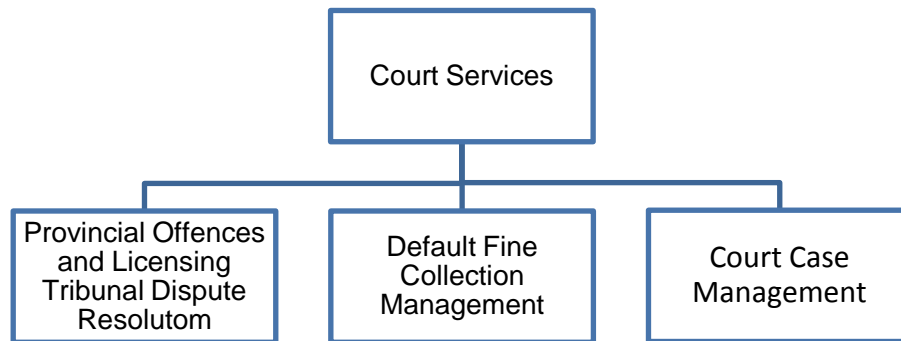 Court Services
Provincial Offences
and Licensing
Tribunal Dispute
Resolutom
Default Fine
Collection
Management
Court Case
Management